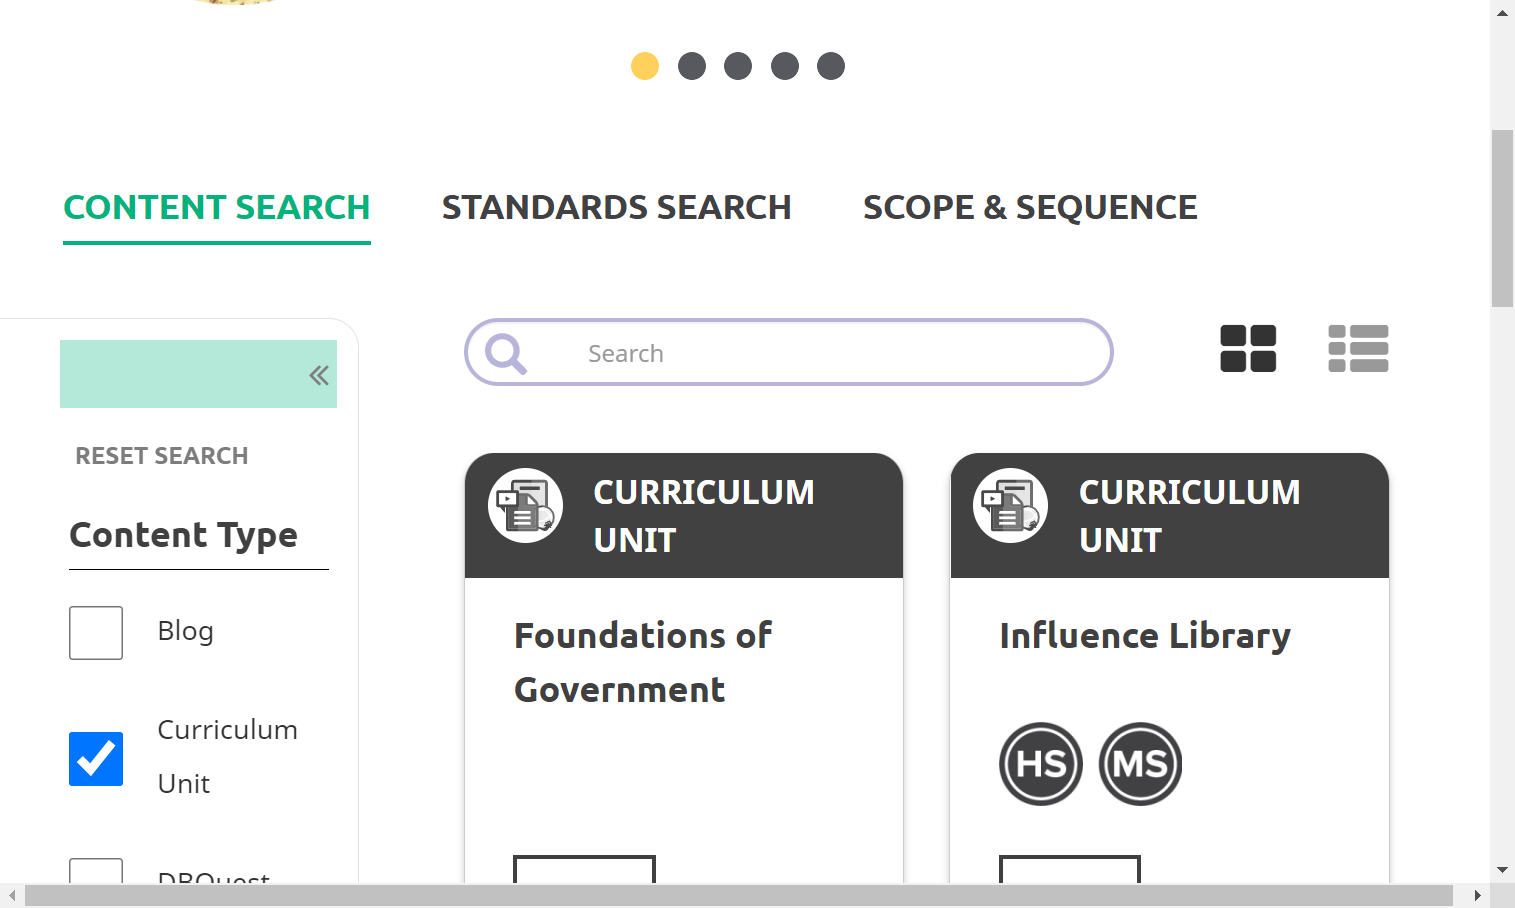 CONTENT SEARCH
STANDARDS SEARCH
SCOPE & SEQUENCE
Search
RESET SEARCH
Content Type
Blog
Curriculum
Unit
DBQuest
CURRICULUM
UNIT
Foundations of
Government
CURRICULUM
UNIT
Influence Library
HS
MS